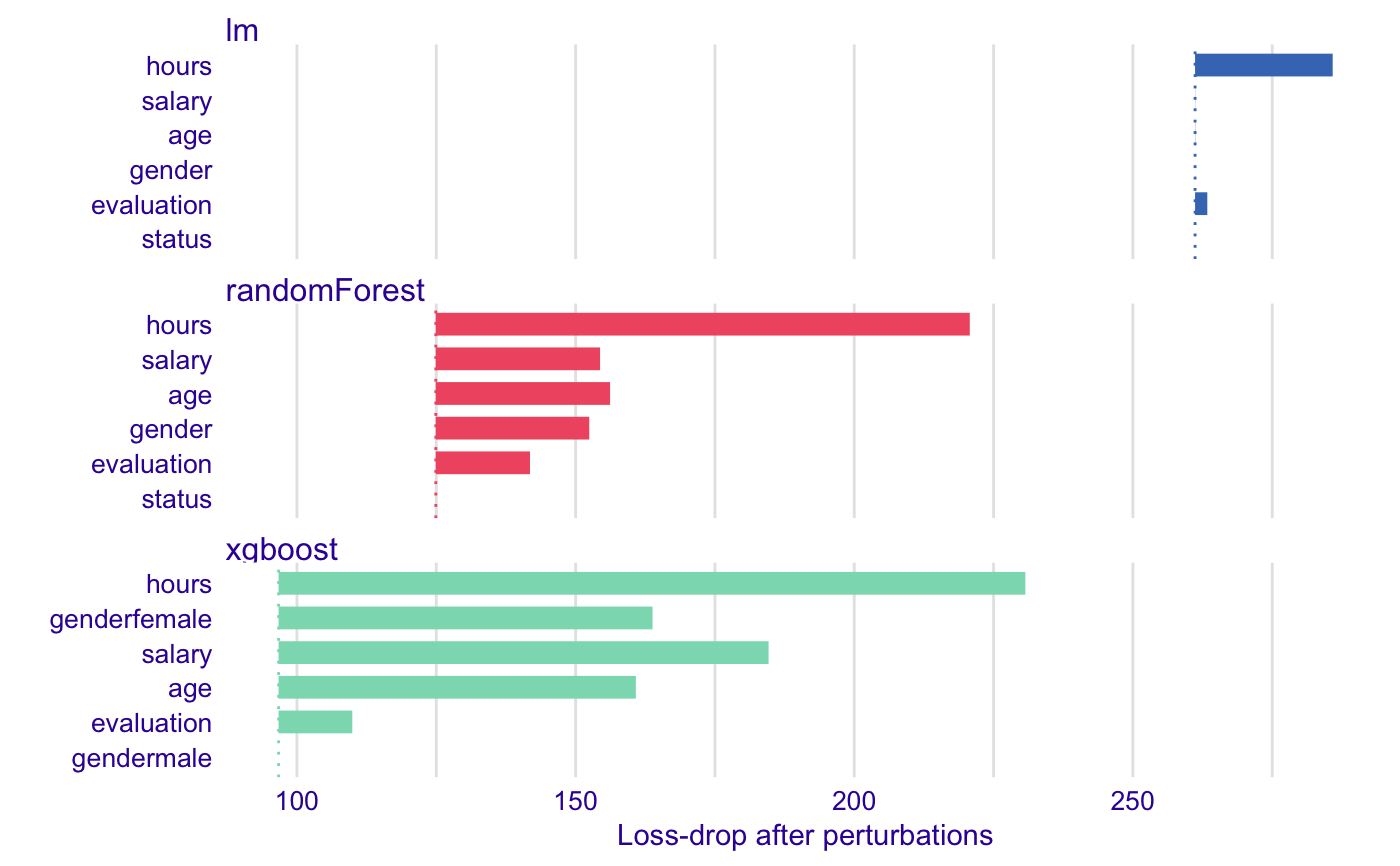 lm
hours
salary
age
gender
evaluation
status
randomForest
hours
salary
age
gender
evaluation
status
xgboost
hours
genderfemale
salary
age
evaluation
gendermale
100 150 200 250
Loss-drop after perturbations